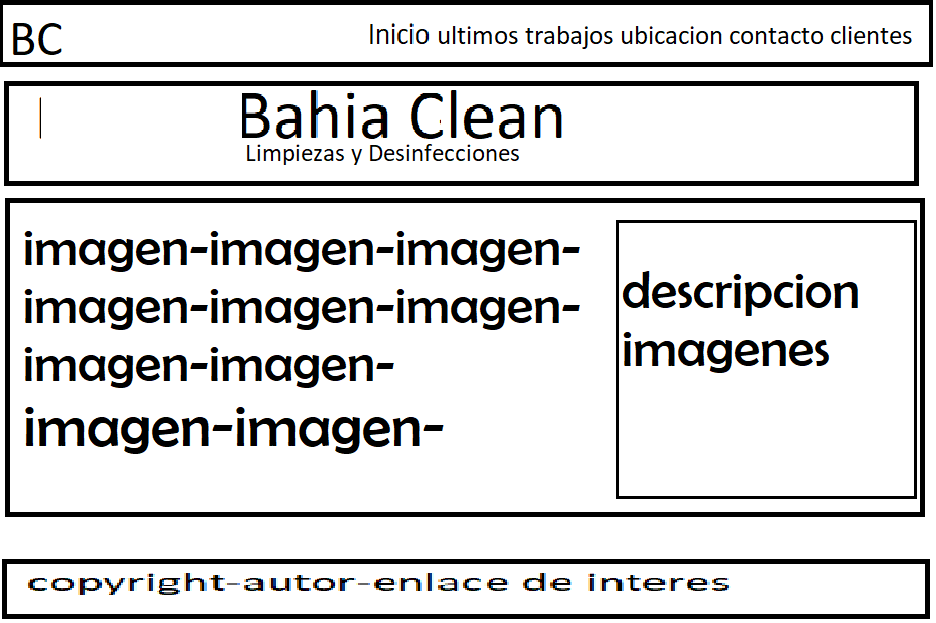 BC
Inicio ultimos trabajos ubicacion contacto clientes
Bahia Clean
Limpiezas y Desinfecciones
imagen-imagen-imagen-
imagen-imagen-imagen-
imagen-imagen-
imagen-imagen-
descripcion
imagenes
copyright-autor-enlace de interes